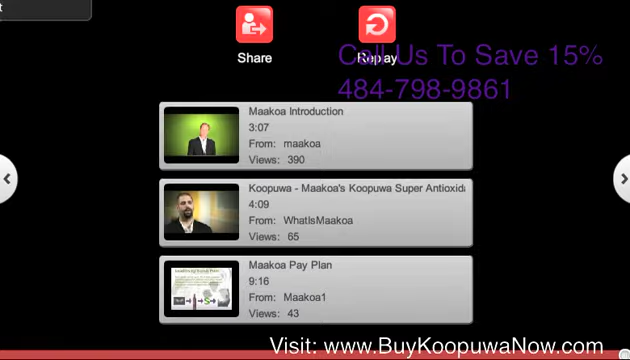 t
Share
Replay
Call Us To Save 15%
484-798-9861
Maakoa Introduction
3:07
From: maakoa
Views: 390
Koopuwa - Maakoa's Koopuwa Super Antioxida
4:09
From: WhatIsMaakoa
Views: 65
Maakoa Pay Plan
9:16
From: Maakoa1
Views: 43
Visit: www.BuyKoopuwaNow.com